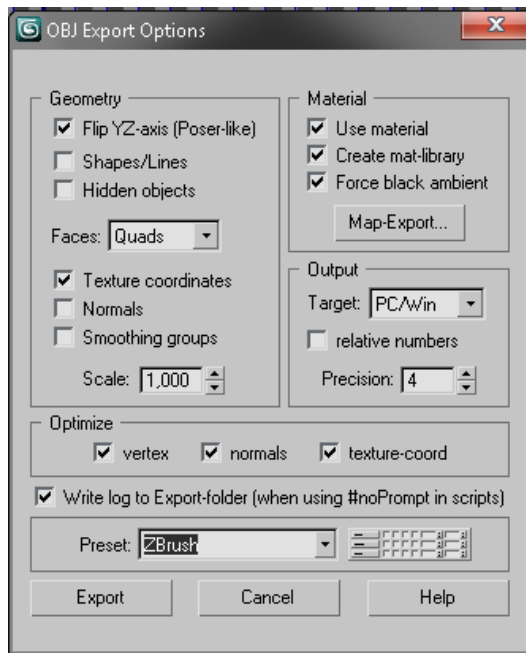 OBJ Export Options
Geometry
Flip YZ-axis (Poser-like)
Shapes/Lines
Hidden objects
Faces: Quads
Texture coordinates
Normals
Smoothing groups
Scale: 1,000
Material
Use material
Create mat-library
Force black ambient
Map-Export...
Output
Target: PC/Win
relative numbers
Precision: 4
Optimize
vertex normals texture-coord
Write log to Export-folder (when using #noPrompt in scripts)
Preset: ZBrush
Export Cancel Help